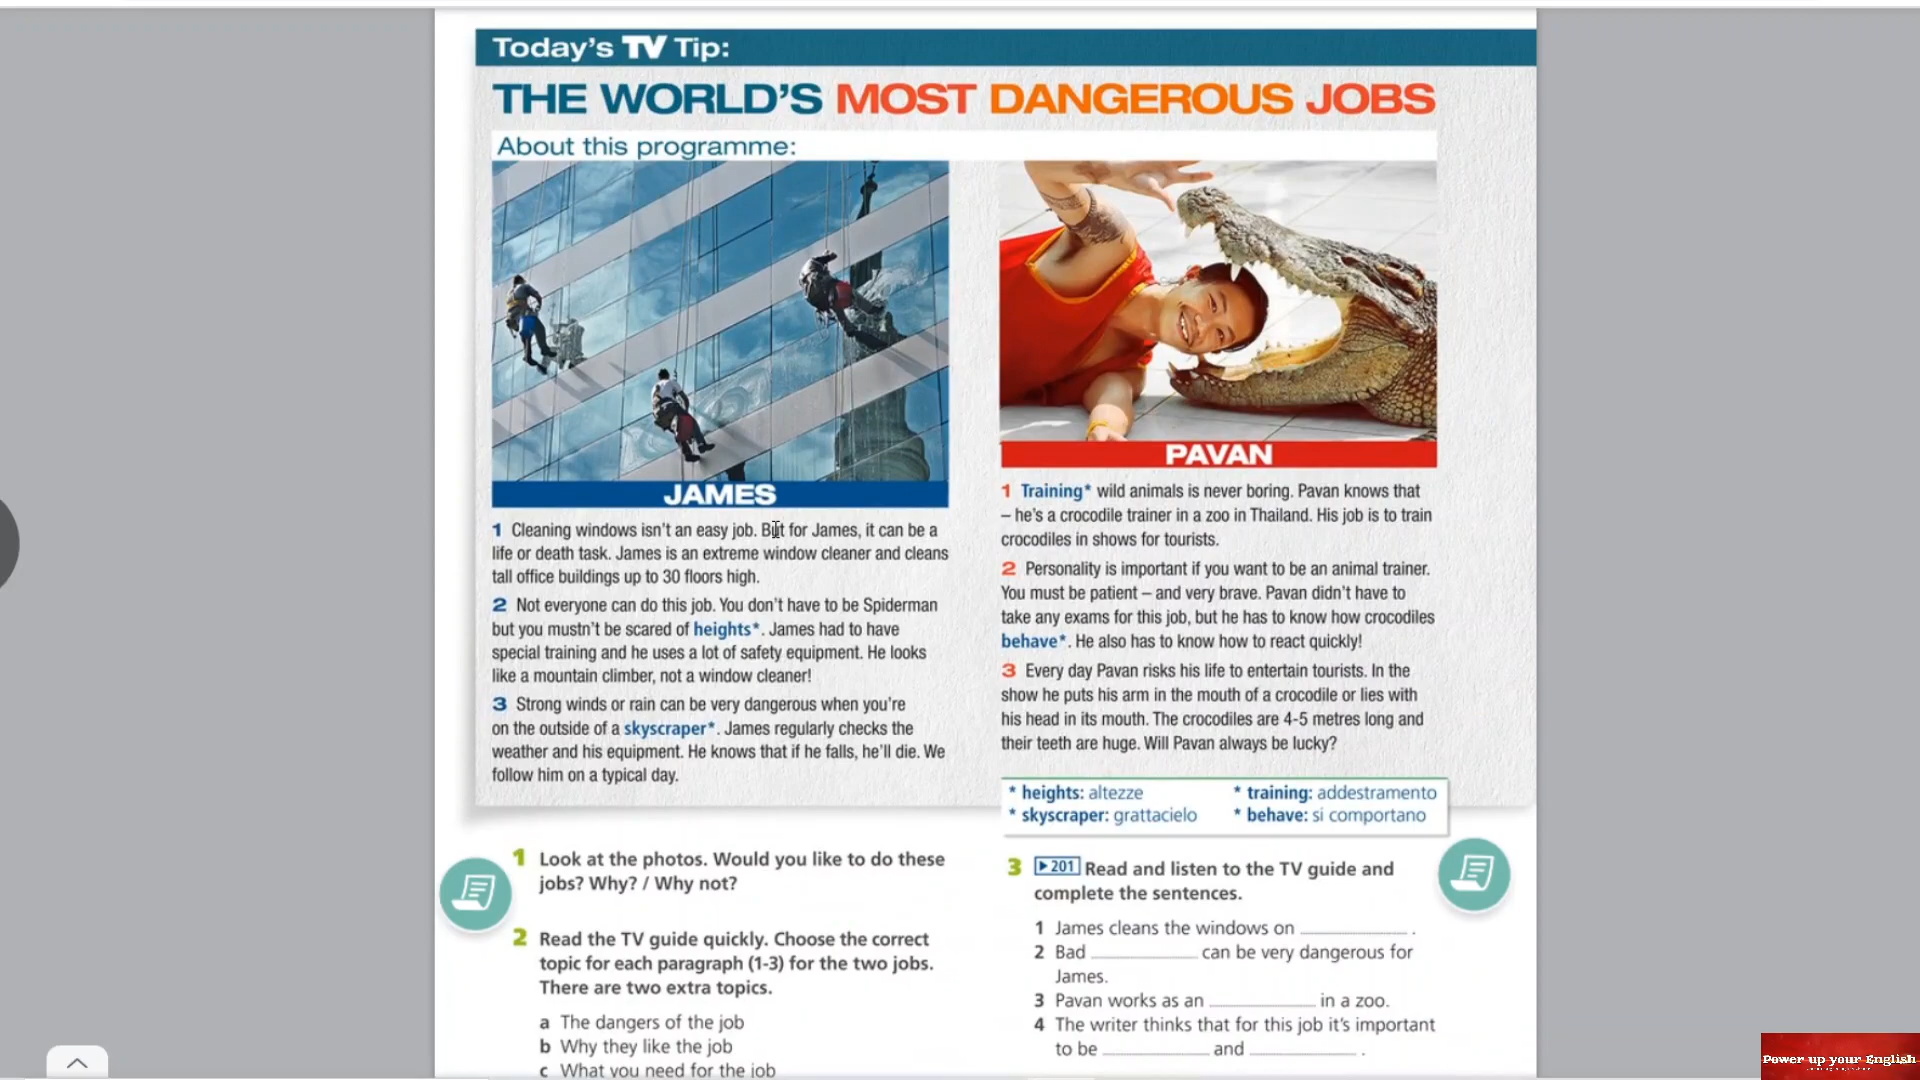 Today's TV Tip:
THE WORLD'S MOST DANGEROUS JOBS
About this programme:
JAMES
1 Cleaning windows isn't an easy job. But for James, it can be a
life or death task. James is an extreme window cleaner and cleans
tall office buildings up to 30 floors high.
2 Not everyone can do this job. You don't have to be Spiderman
but you mustn't be scared of heights*. James had to have
special training and he uses a lot of safety equipment. He looks
like a mountain climber, not a window cleaner!
3 Strong winds or rain can be very dangerous when you're
on the outside of a skyscraper*. James regularly checks the
weather and his equipment. He knows that if he falls, he'll die. We
follow him on a typical day.
PAVAN
1 Training* wild animals is never boring. Pavan knows that
– he's a crocodile trainer in a zoo in Thailand. His job is to train
crocodiles in shows for tourists.
2 Personality is important if you want to be an animal trainer.
You must be patient – and very brave. Pavan didn't have to
take any exams for this job, but he has to know how crocodiles
behave*. He also has to know how to react quickly!
3 Every day Pavan risks his life to entertain tourists. In the
show he puts his arm in the mouth of a crocodile or lies with
his head in its mouth. The crocodiles are 4-5 metres long and
their teeth are huge. Will Pavan always be lucky?
* heights: altezze
* skyscraper: grattacielo
* training: addestramento
* behave: si comportano
1 Look at the photos. Would you like to do these
jobs? Why? / Why not?
2 Read the TV guide quickly. Choose the correct
topic for each paragraph (1-3) for the two jobs.
There are two extra topics.
a The dangers of the job
b Why they like the job
c What you need for the job
3 ▶201 Read and listen to the TV guide and
complete the sentences.
1 James cleans the windows on ____________ .
2 Bad ____________ can be very dangerous for
James.
3 Pavan works as an ____________ in a zoo.
4 The writer thinks that for this job it's important
to be ____________ and ____________ .
Power up your English